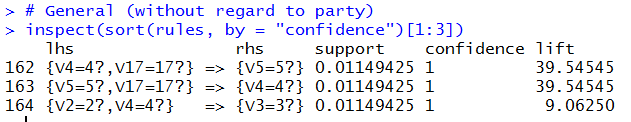 > # General (without regard to party)
> inspect(sort(rules, by = "confidence")[1:3])
    lhs                 rhs      support    confidence lift
162 {v4=4?,v17=17?} => {v5=5?} 0.01149425 1          39.54545
163 {v5=5?,v17=17?} => {v4=4?} 0.01149425 1          39.54545
164 {v2=2?,v4=4?}   => {v3=3?} 0.01149425 1           9.06250